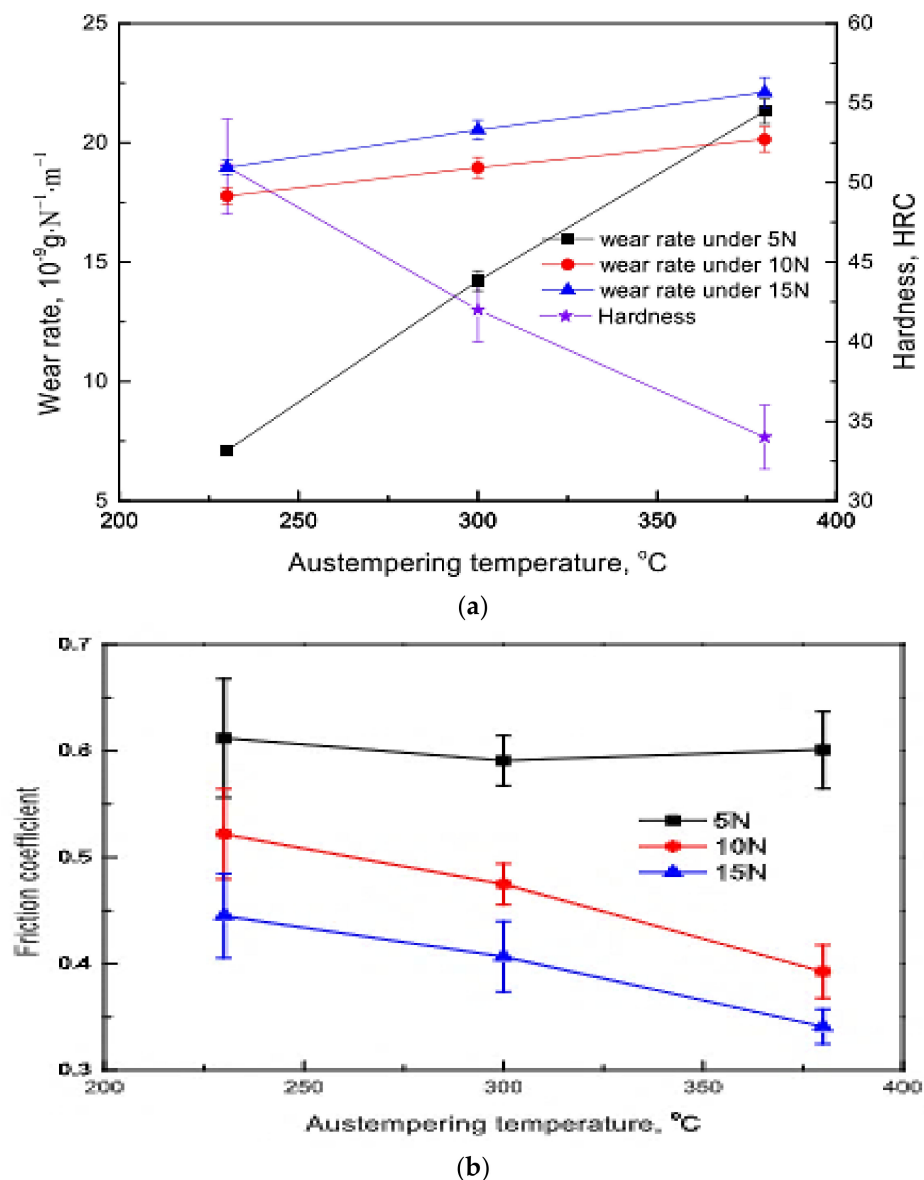 25
20
15
10
5
Wear rate, 10⁻⁹g·N⁻¹·m⁻¹
60
55
50
45
40
35
30
Hardness, HRC
wear rate under 5N
wear rate under 10N
wear rate under 15N
Hardness
200 250 300 350 400
Austempering temperature, °C
(a)
0.7
0.6
0.5
0.4
0.3
Friction coefficient
5N
10N
15N
200 250 300 350 400
Austempering temperature, °C
(b)